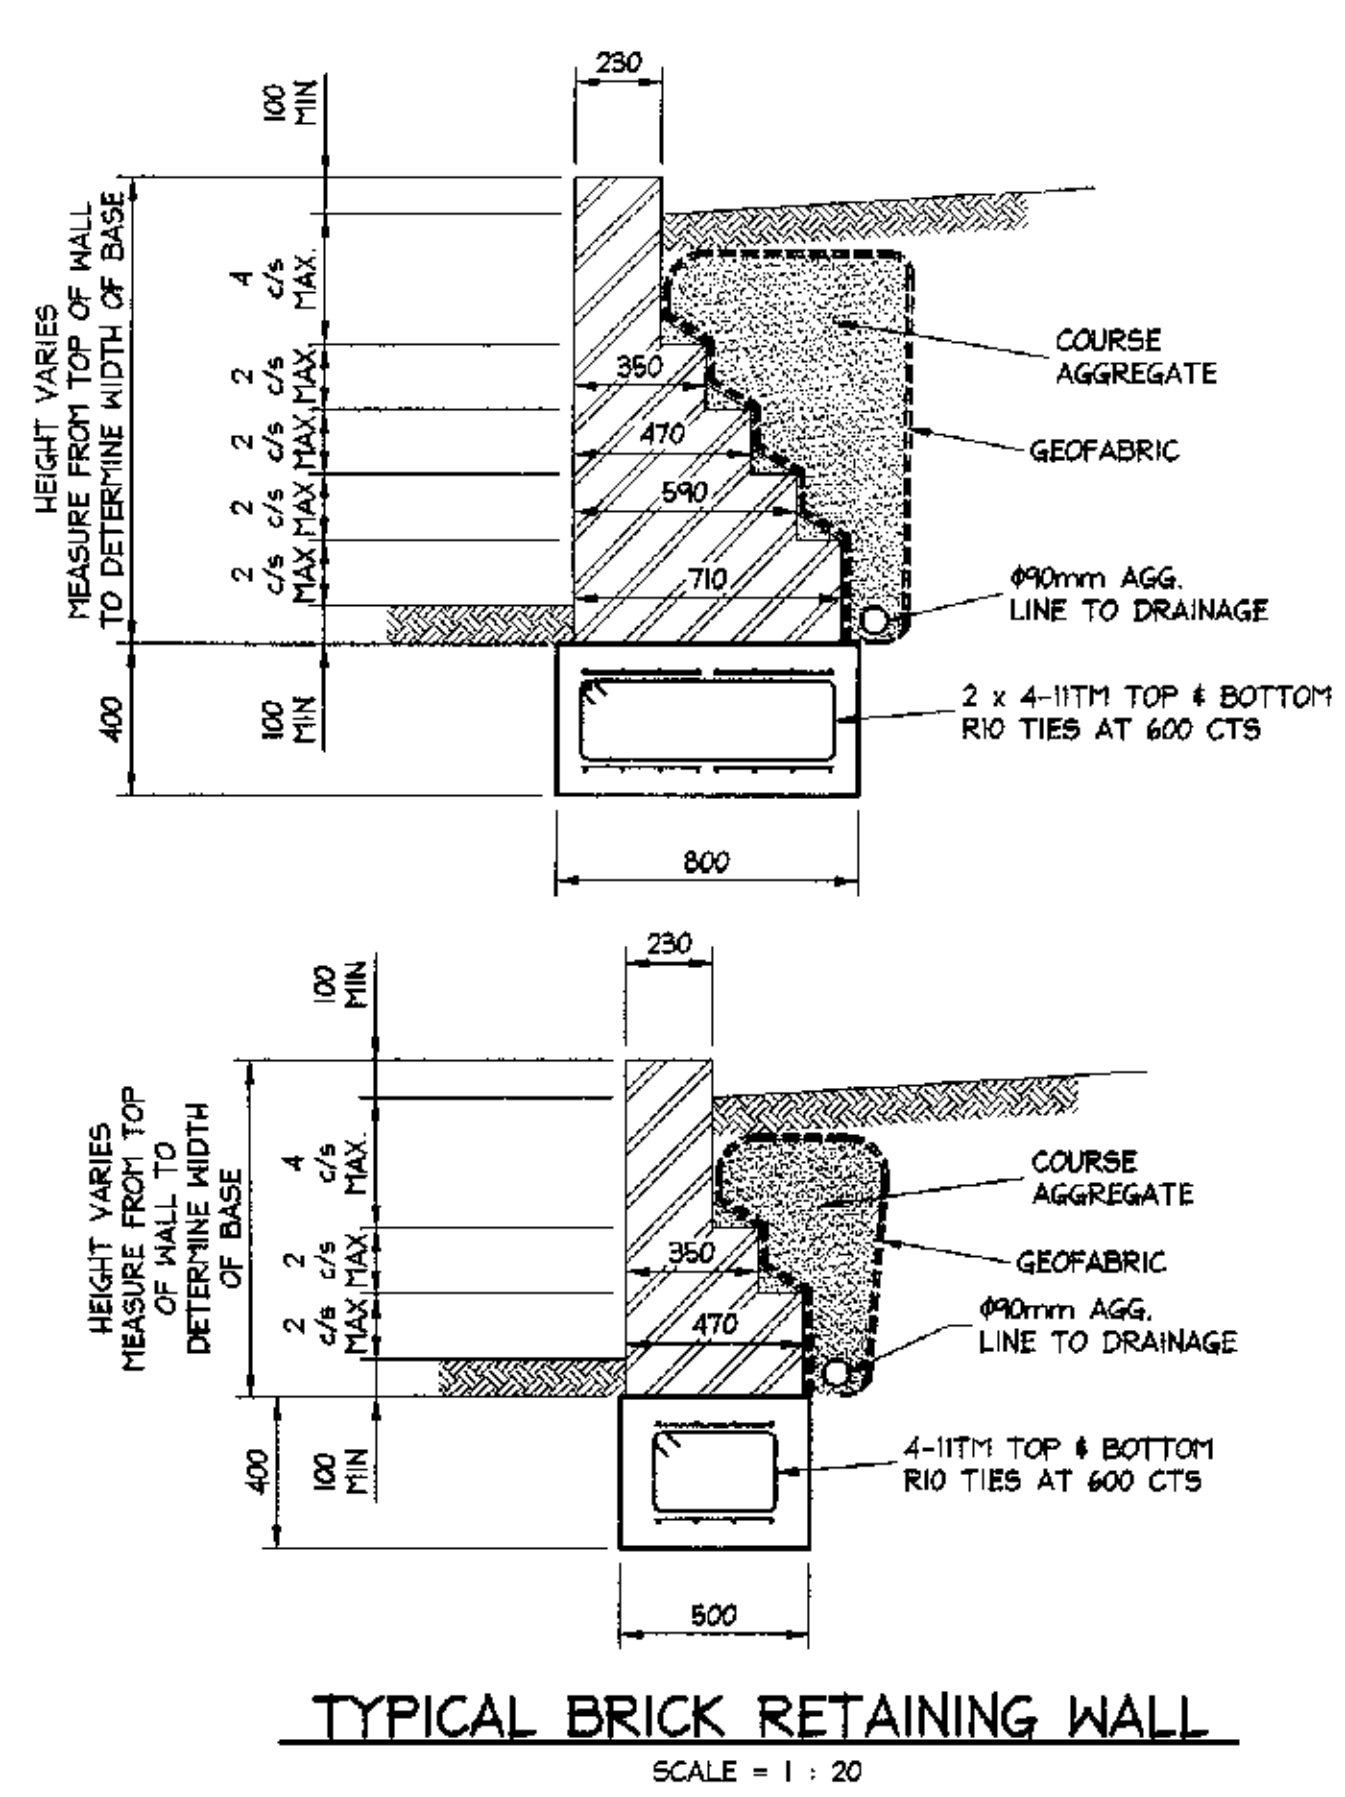 230
100
MIN
HEIGHT VARIES
MEASURE FROM TOP OF WALL
TO DETERMINE WIDTH OF BASE
4
c/s
MAX.
2
c/s
MAX.
2
c/s
MAX.
2
c/s
MAX.
2
c/s
MAX.
350
470
590
710
COURSE
AGGREGATE
GEOFABRIC
ϕ90mm AGG.
LINE TO DRAINAGE
400
100
MIN
2 x 4-11TM TOP & BOTTOM
R10 TIES AT 600 CTS
800
230
100
MIN
HEIGHT VARIES
MEASURE FROM TOP
OF WALL TO
DETERMINE WIDTH
OF BASE
4
c/s
MAX.
2
c/s
MAX.
2
c/s
MAX.
350
470
COURSE
AGGREGATE
GEOFABRIC
ϕ90mm AGG.
LINE TO DRAINAGE
400
100
MIN
4-11TM TOP & BOTTOM
R10 TIES AT 600 CTS
500
TYPICAL BRICK RETAINING WALL
SCALE = 1 : 20